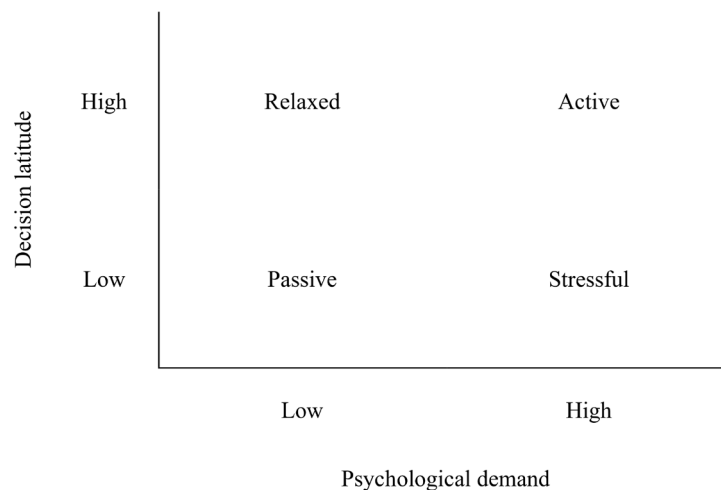 Decision latitude
High
Relaxed
Active
Low
Passive
Stressful
Low
High
Psychological demand